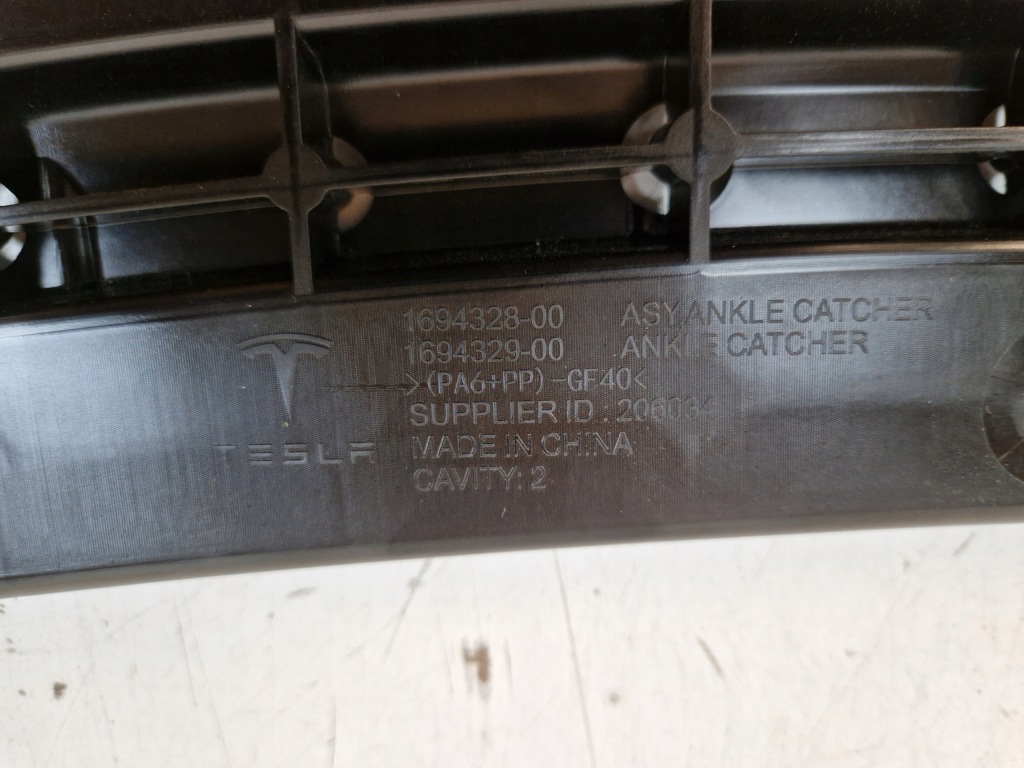 1694328-00 ASY,ANKLE CATCHER
1694329-00 ANKLE CATCHER
>(PA6+PP)-GF40<
SUPPLIER ID : 206034
TESLA
MADE IN CHINA
CAVITY: 2